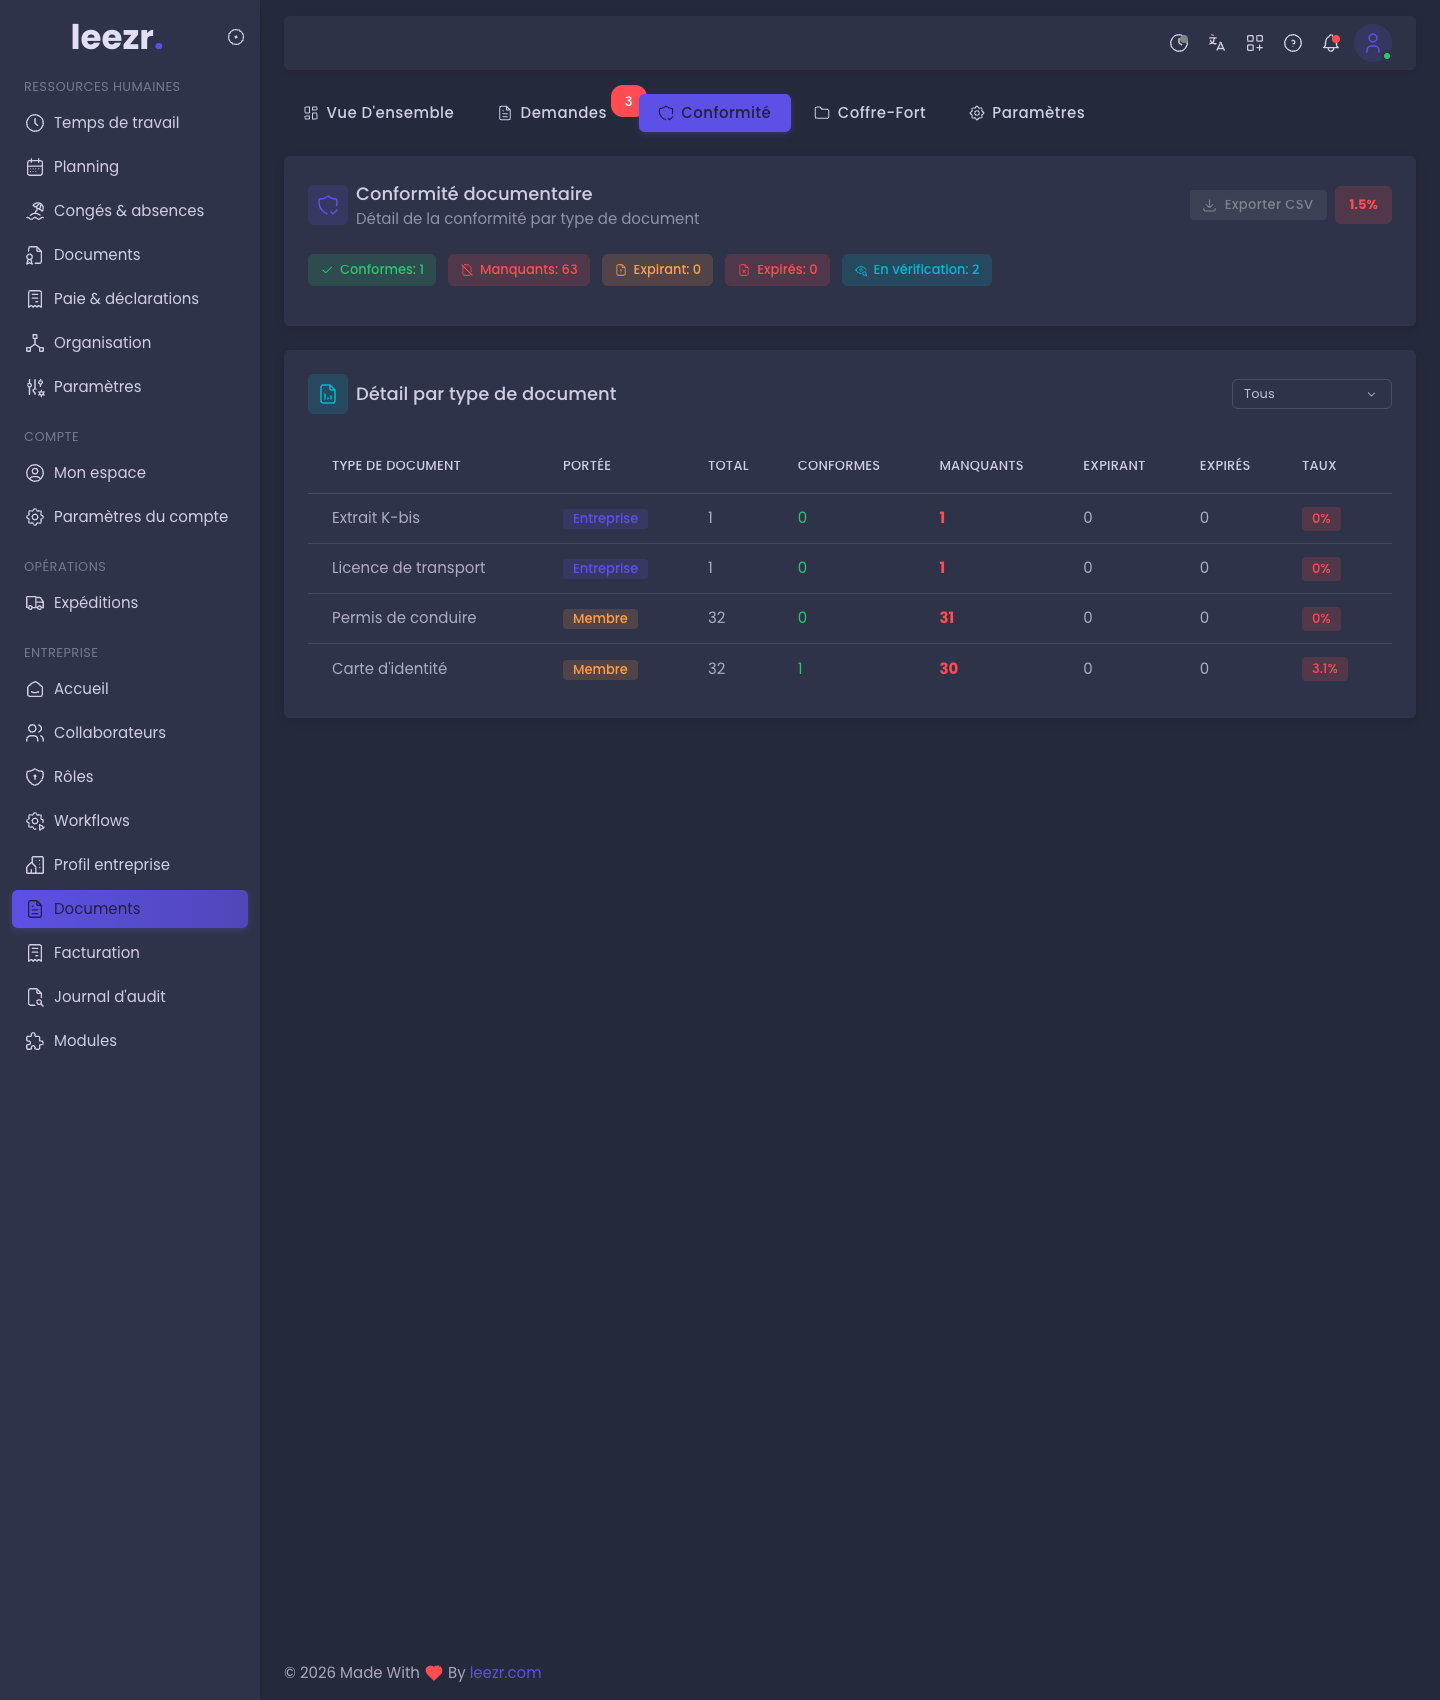 leezr.
RESSOURCES HUMAINES
Temps de travail
Planning
Congés & absences
Documents
Paie & déclarations
Organisation
Paramètres
COMPTE
Mon espace
Paramètres du compte
OPÉRATIONS
Expéditions
ENTREPRISE
Accueil
Collaborateurs
Rôles
Workflows
Profil entreprise
Documents
Facturation
Journal d'audit
Modules
Vue D'ensemble
Demandes
3
Conformité
Coffre-Fort
Paramètres
Conformité documentaire
Détail de la conformité par type de document
Exporter CSV
1.5%
Conformes: 1
Manquants: 63
Expirant: 0
Expirés: 0
En vérification: 2
Détail par type de document
Tous
TYPE DE DOCUMENT PORTÉE TOTAL CONFORMES MANQUANTS EXPIRANT EXPIRÉS TAUX
Extrait K-bis Entreprise 1 0 1 0 0 0%
Licence de transport Entreprise 1 0 1 0 0 0%
Permis de conduire Membre 32 0 31 0 0 0%
Carte d'identité Membre 32 1 30 0 0 3.1%
© 2026 Made With By leezr.com